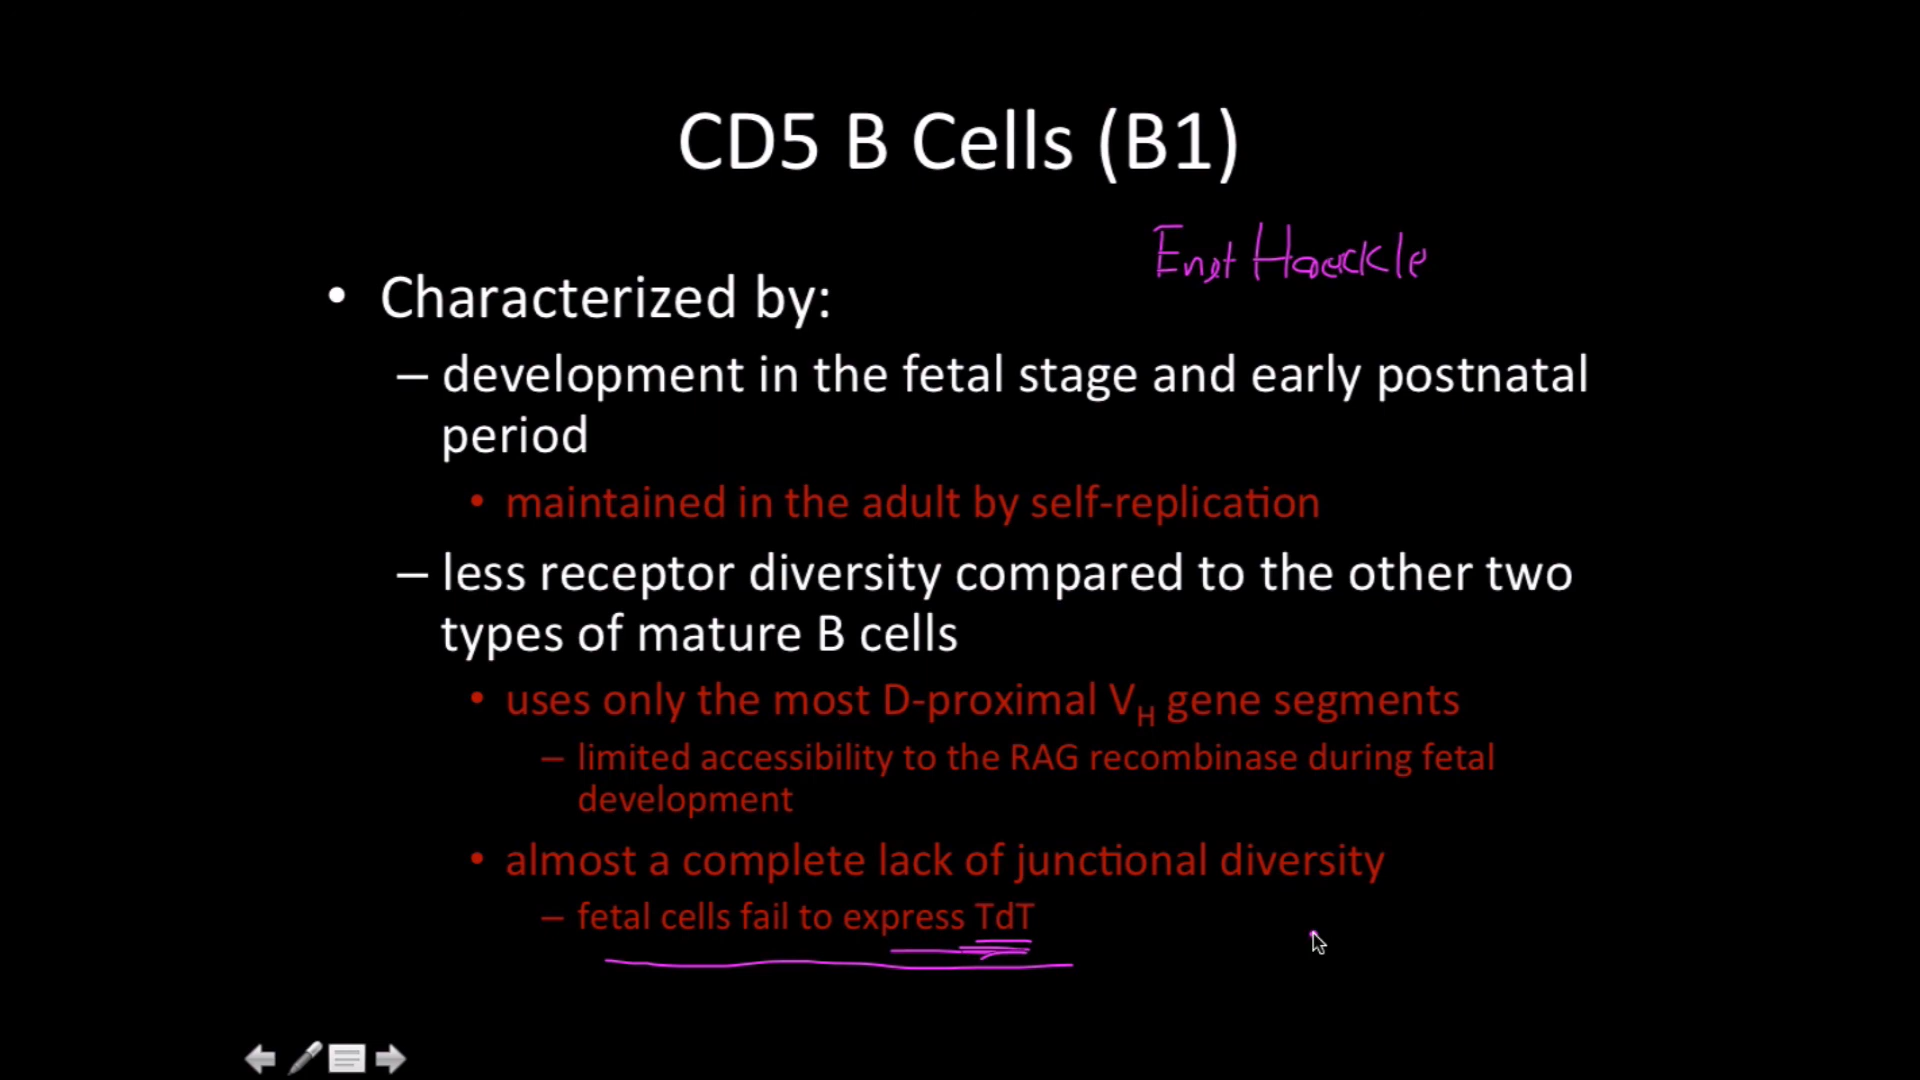 CD5 B Cells (B1)
Enst Haeckle
• Characterized by:
– development in the fetal stage and early postnatal
period
• maintained in the adult by self-replication
– less receptor diversity compared to the other two
types of mature B cells
• uses only the most D-proximal VH gene segments
– limited accessibility to the RAG recombinase during fetal
development
• almost a complete lack of junctional diversity
– fetal cells fail to express TdT